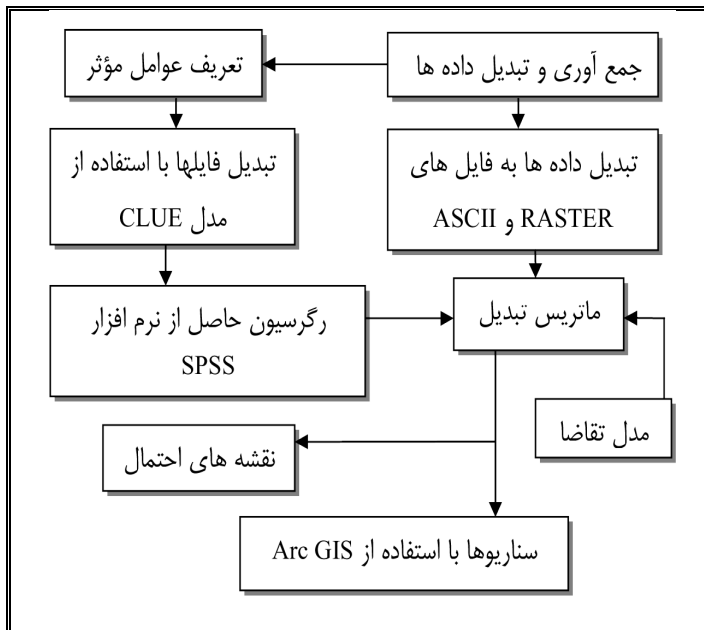 جمع آوری و تبدیل داده ها
تعریف عوامل مؤثر
تبدیل داده ها به فایل های
RASTER و ASCII
تبدیل فایلها با استفاده از
مدل CLUE
ماتریس تبدیل
رگرسیون حاصل از نرم افزار
SPSS
مدل تقاضا
نقشه های احتمال
سناریوها با استفاده از Arc GIS